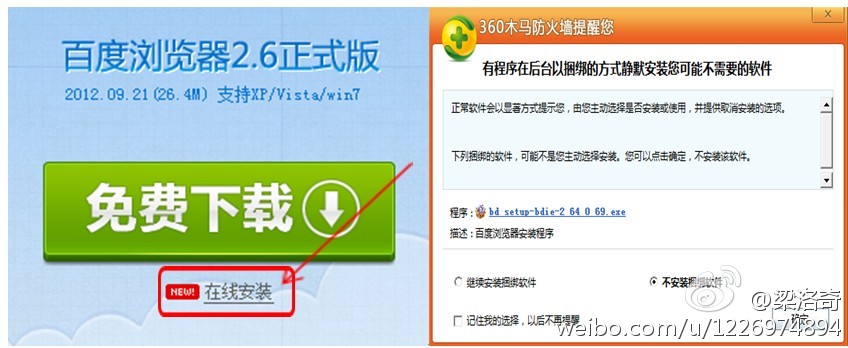 百度浏览器2.6正式版
2012.09.21(26.4M) 支持XP/Vista/win7
免费下载
NEW! 在线安装
360木马防火墙提醒您
有程序在后台以捆绑的方式静默安装您可能不需要的软件
正常软件会以显著方式提示您，由您主动选择是否安装或使用，并提供取消安装的选项。
下列捆绑的软件，可能不是您主动选择安装。您可以点击确定，不安装该软件。
程序： bd setup-bdie-2 64 0 69.exe
描述：百度浏览器安装程序
继续安装捆绑软件
不安装捆绑软件
记住我的选择，以后不再提醒
确定
@梁洛奇
weibo.com/u/1226974894